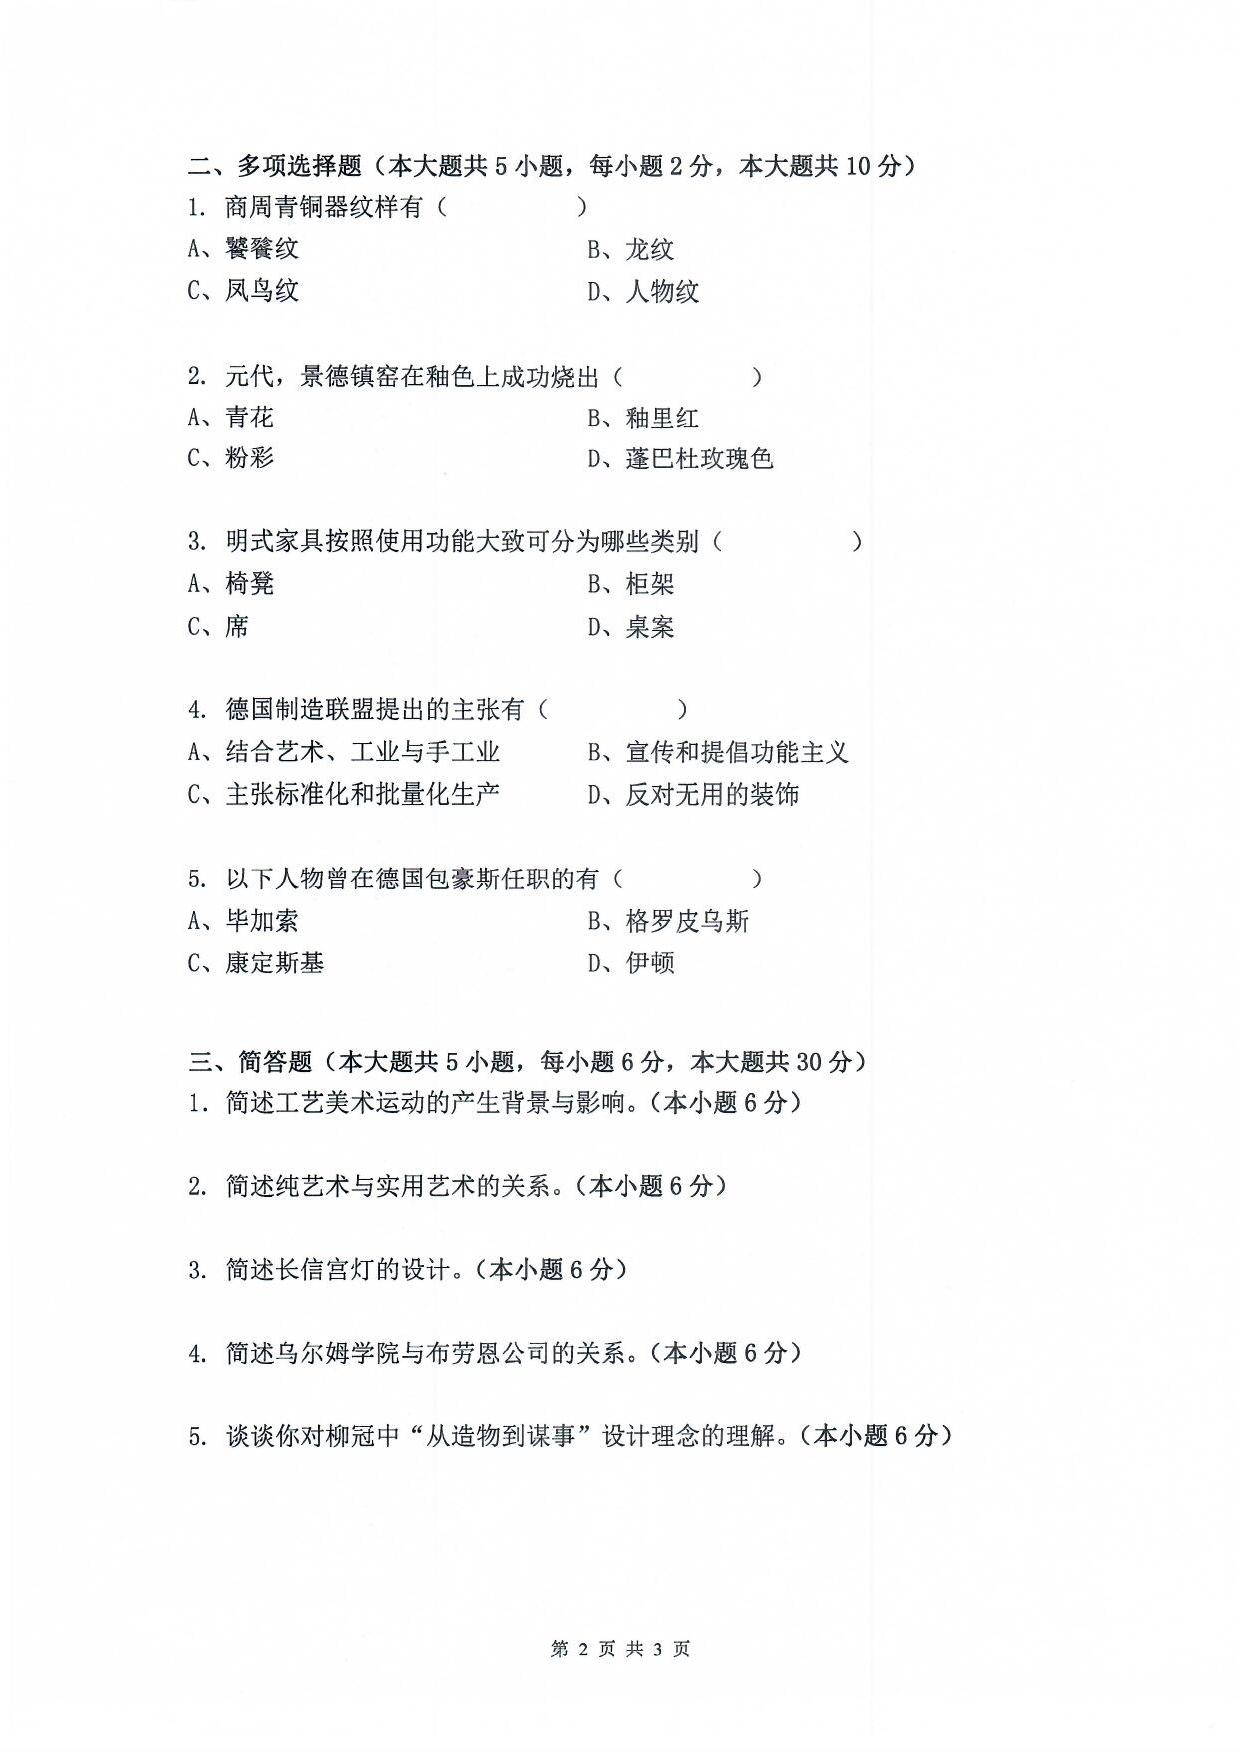 二、多项选择题（本大题共 5 小题，每小题 2 分，本大题共 10 分）
1. 商周青铜器纹样有（          ）
A、饕餮纹 B、龙纹
C、凤鸟纹 D、人物纹
2. 元代，景德镇窑在釉色上成功烧出（          ）
A、青花 B、釉里红
C、粉彩 D、蓬巴杜玫瑰色
3. 明式家具按照使用功能大致可分为哪些类别（          ）
A、椅凳 B、柜架
C、席 D、桌案
4. 德国制造联盟提出的主张有（          ）
A、结合艺术、工业与手工业 B、宣传和提倡功能主义
C、主张标准化和批量化生产 D、反对无用的装饰
5. 以下人物曾在德国包豪斯任职的有（          ）
A、毕加索 B、格罗皮乌斯
C、康定斯基 D、伊顿
三、简答题（本大题共 5 小题，每小题 6 分，本大题共 30 分）
1. 简述工艺美术运动的产生背景与影响。（本小题 6 分）
2. 简述纯艺术与实用艺术的关系。（本小题 6 分）
3. 简述长信宫灯的设计。（本小题 6 分）
4. 简述乌尔姆学院与布劳恩公司的关系。（本小题 6 分）
5. 谈谈你对柳冠中“从造物到谋事”设计理念的理解。（本小题 6 分）
第 2 页 共 3 页